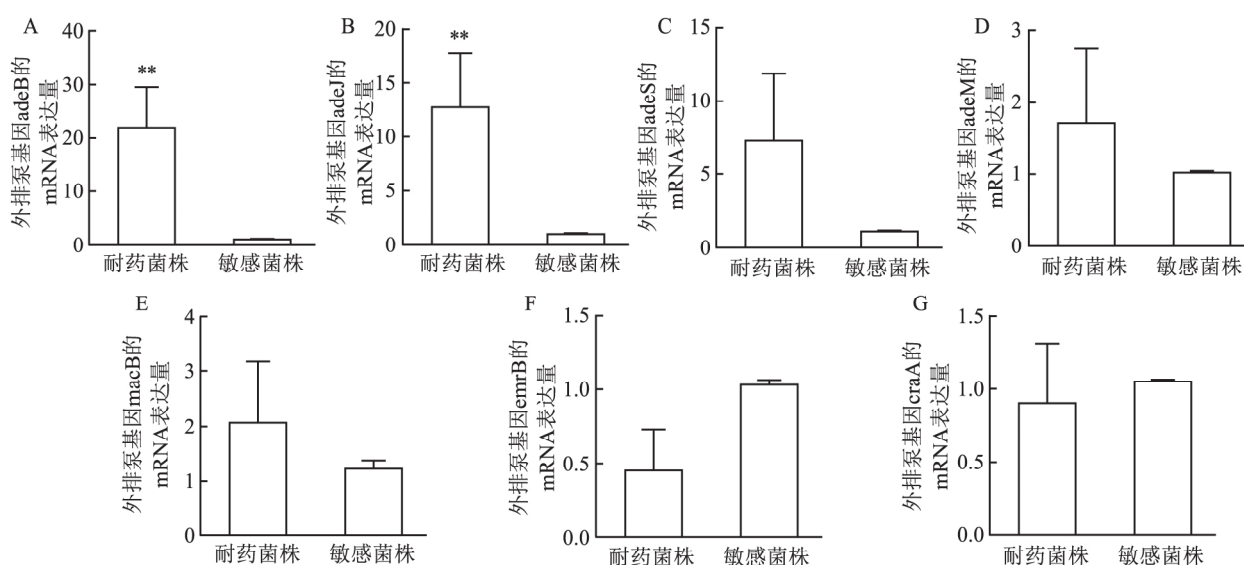 A
外排泵基因adeB的
mRNA表达量
40
30
20
10
0
**
耐药菌株
敏感菌株
B
外排泵基因adeJ的
mRNA表达量
20
15
10
5
0
**
耐药菌株
敏感菌株
C
外排泵基因adeS的
mRNA表达量
15
10
5
0
耐药菌株
敏感菌株
D
外排泵基因adeM的
mRNA表达量
3
2
1
0
耐药菌株
敏感菌株
E
外排泵基因macB的
mRNA表达量
4
3
2
1
0
耐药菌株
敏感菌株
F
外排泵基因emrB的
mRNA表达量
1.5
1.0
0.5
0.0
耐药菌株
敏感菌株
G
外排泵基因craA的
mRNA表达量
1.5
1.0
0.5
0.0
耐药菌株
敏感菌株